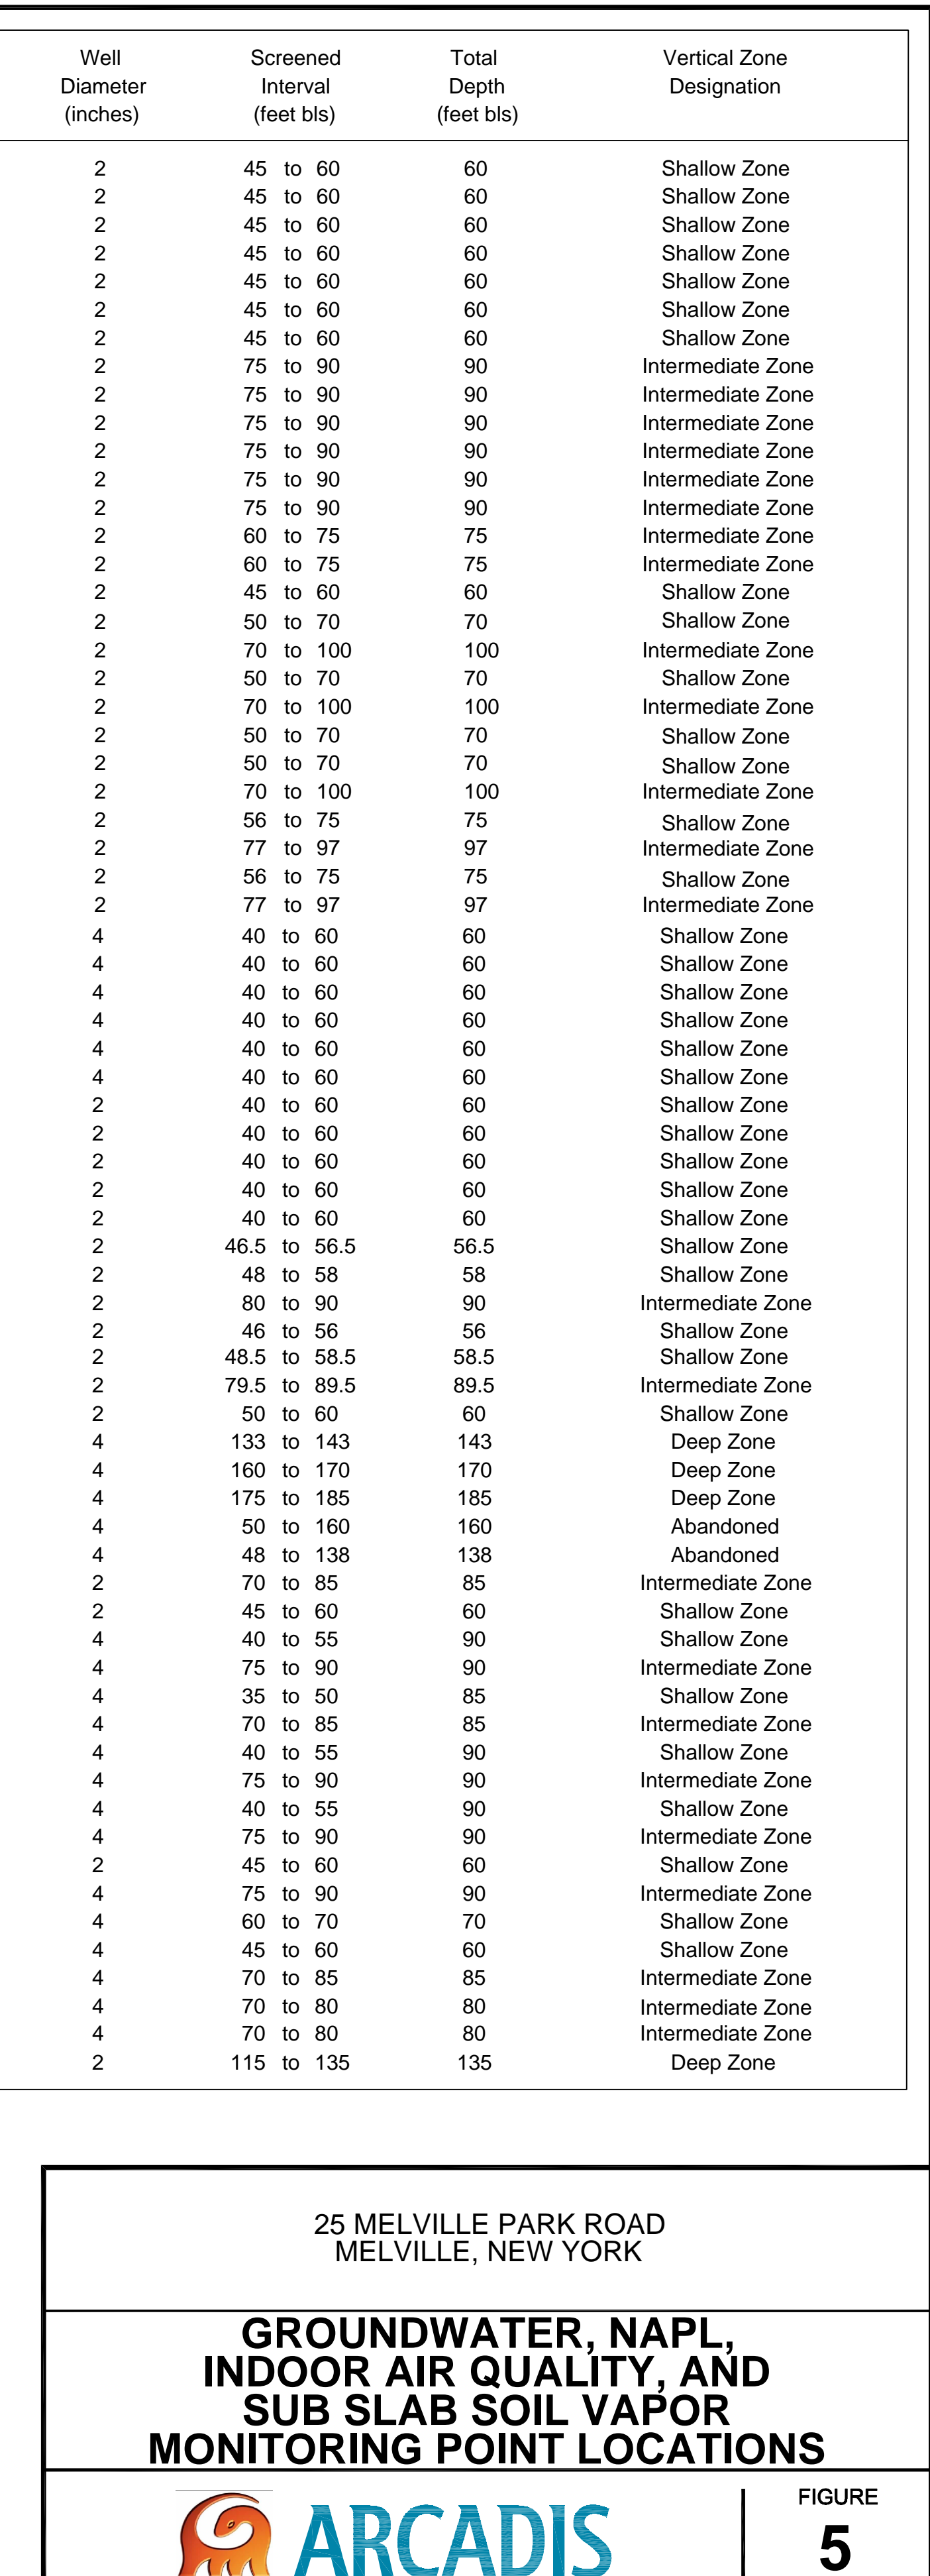 Well Screened Total Vertical Zone
Diameter Interval Depth Designation
(inches) (feet bls) (feet bls)
2 45 to 60 60 Shallow Zone
2 45 to 60 60 Shallow Zone
2 45 to 60 60 Shallow Zone
2 45 to 60 60 Shallow Zone
2 45 to 60 60 Shallow Zone
2 45 to 60 60 Shallow Zone
2 45 to 60 60 Shallow Zone
2 75 to 90 90 Intermediate Zone
2 75 to 90 90 Intermediate Zone
2 75 to 90 90 Intermediate Zone
2 75 to 90 90 Intermediate Zone
2 75 to 90 90 Intermediate Zone
2 75 to 90 90 Intermediate Zone
2 60 to 75 75 Intermediate Zone
2 60 to 75 75 Intermediate Zone
2 45 to 60 60 Shallow Zone
2 50 to 70 70 Shallow Zone
2 70 to 100 100 Intermediate Zone
2 50 to 70 70 Shallow Zone
2 70 to 100 100 Intermediate Zone
2 50 to 70 70 Shallow Zone
2 50 to 70 70 Shallow Zone
2 70 to 100 100 Intermediate Zone
2 56 to 75 75 Shallow Zone
2 77 to 97 97 Intermediate Zone
2 56 to 75 75 Shallow Zone
2 77 to 97 97 Intermediate Zone
4 40 to 60 60 Shallow Zone
4 40 to 60 60 Shallow Zone
4 40 to 60 60 Shallow Zone
4 40 to 60 60 Shallow Zone
4 40 to 60 60 Shallow Zone
4 40 to 60 60 Shallow Zone
2 40 to 60 60 Shallow Zone
2 40 to 60 60 Shallow Zone
2 40 to 60 60 Shallow Zone
2 40 to 60 60 Shallow Zone
2 40 to 60 60 Shallow Zone
2 46.5 to 56.5 56.5 Shallow Zone
2 48 to 58 58 Shallow Zone
2 80 to 90 90 Intermediate Zone
2 46 to 56 56 Shallow Zone
2 48.5 to 58.5 58.5 Shallow Zone
2 79.5 to 89.5 89.5 Intermediate Zone
2 50 to 60 60 Shallow Zone
4 133 to 143 143 Deep Zone
4 160 to 170 170 Deep Zone
4 175 to 185 185 Deep Zone
4 50 to 160 160 Abandoned
4 48 to 138 138 Abandoned
2 70 to 85 85 Intermediate Zone
2 45 to 60 60 Shallow Zone
4 40 to 55 90 Shallow Zone
4 75 to 90 90 Intermediate Zone
4 35 to 50 85 Shallow Zone
4 70 to 85 85 Intermediate Zone
4 40 to 55 90 Shallow Zone
4 75 to 90 90 Intermediate Zone
4 40 to 55 90 Shallow Zone
4 75 to 90 90 Intermediate Zone
2 45 to 60 60 Shallow Zone
4 75 to 90 90 Intermediate Zone
4 60 to 70 70 Shallow Zone
4 45 to 60 60 Shallow Zone
4 70 to 85 85 Intermediate Zone
4 70 to 80 80 Intermediate Zone
4 70 to 80 80 Intermediate Zone
2 115 to 135 135 Deep Zone
25 MELVILLE PARK ROAD
MELVILLE, NEW YORK
GROUNDWATER, NAPL,
INDOOR AIR QUALITY, AND
SUB SLAB SOIL VAPOR
MONITORING POINT LOCATIONS
ARCADIS
FIGURE
5